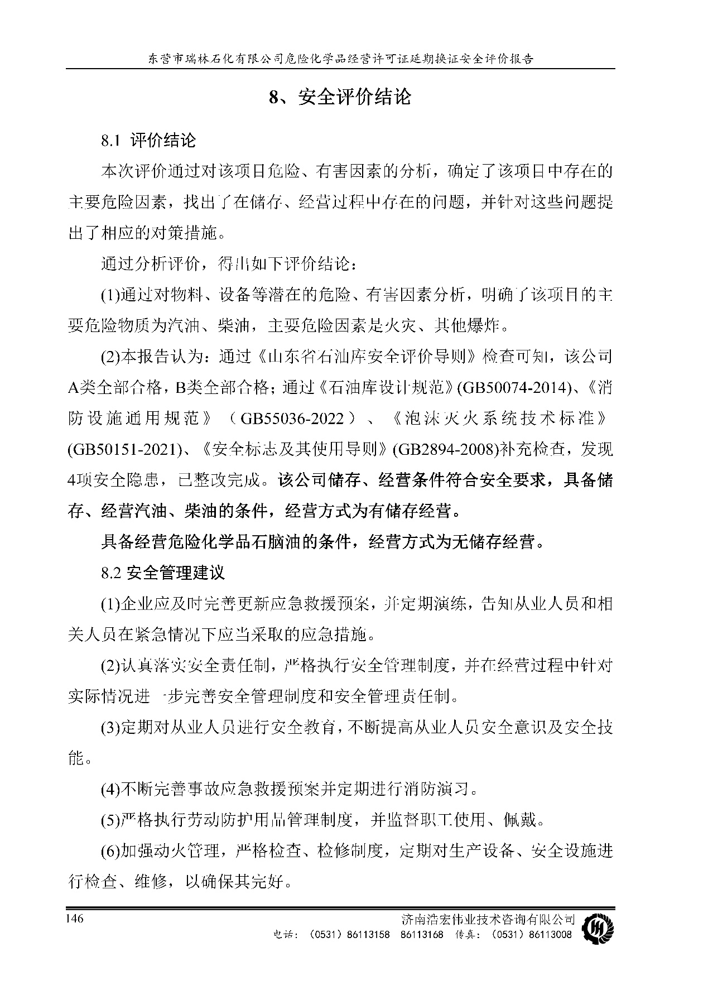 东营市瑞林石化有限公司危险化学品经营许可证延期换证安全评价报告
8、安全评价结论
8.1 评价结论
本次评价通过对该项目危险、有害因素的分析，确定了该项目中存在的
主要危险因素，找出了在储存、经营过程中存在的问题，并针对这些问题提
出了相应的对策措施。
通过分析评价，得出如下评价结论：
(1)通过对物料、设备等潜在的危险、有害因素分析，明确了该项目的主
要危险物质为汽油、柴油，主要危险因素是火灾、其他爆炸。
(2)本报告认为：通过《山东省石油库安全评价导则》检查可知，该公司
A类全部合格，B类全部合格；通过《石油库设计规范》(GB50074-2014)、《消
防设施通用规范》（GB55036-2022）、《泡沫灭火系统技术标准》
(GB50151-2021)、《安全标志及其使用导则》(GB2894-2008)补充检查，发现
4项安全隐患，已整改完成。该公司储存、经营条件符合安全要求，具备储
存、经营汽油、柴油的条件，经营方式为有储存经营。
具备经营危险化学品石脑油的条件，经营方式为无储存经营。
8.2 安全管理建议
(1)企业应及时完善更新应急救援预案，并定期演练，告知从业人员和相
关人员在紧急情况下应当采取的应急措施。
(2)认真落实安全责任制，严格执行安全管理制度，并在经营过程中针对
实际情况进一步完善安全管理制度和安全管理责任制。
(3)定期对从业人员进行安全教育，不断提高从业人员安全意识及安全技
能。
(4)不断完善事故应急救援预案并定期进行消防演习。
(5)严格执行劳动防护用品管理制度，并监督职工使用、佩戴。
(6)加强动火管理，严格检查、检修制度，定期对生产设备、安全设施进
行检查、维修，以确保其完好。
146 济南浩宏伟业技术咨询有限公司
电话：（0531）86113158 86113168 传真：（0531）86113008